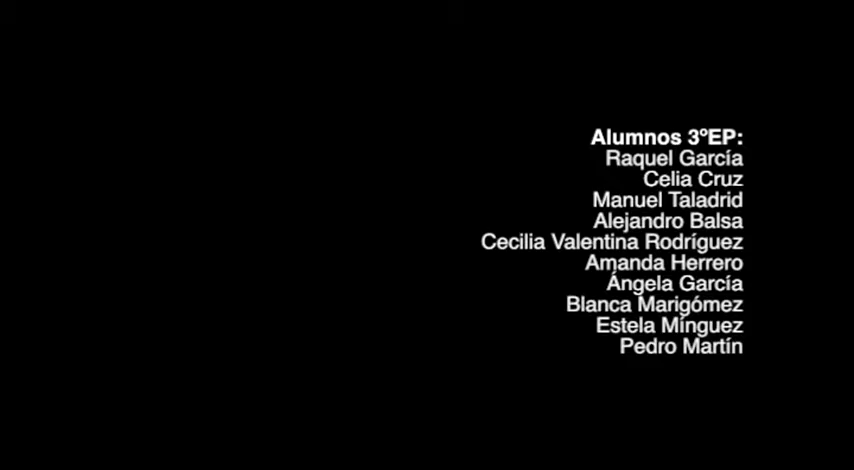 Alumnos 3ºEP:
Raquel García
Celia Cruz
Manuel Taladrid
Alejandro Balsa
Cecilia Valentina Rodríguez
Amanda Herrero
Ángela García
Blanca Marigómez
Estela Mínguez
Pedro Martín